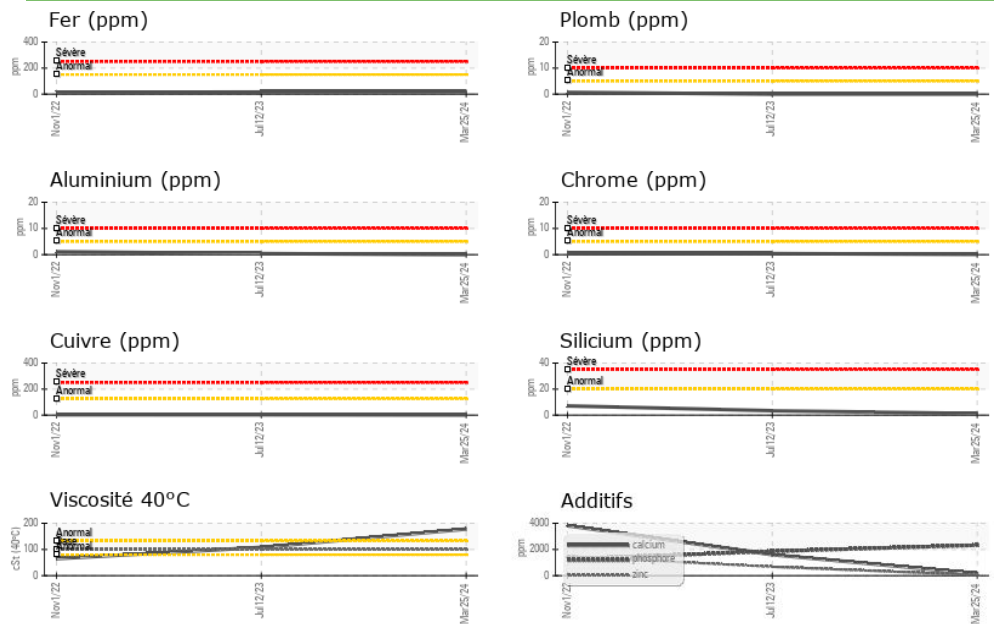 Fer (ppm)
400
200
0
ppm
Sévère
Anormal
Nov1/22
Jul12/23
Mar25/24
Plomb (ppm)
20
10
0
ppm
Sévère
Anormal
Nov1/22
Jul12/23
Mar25/24
Aluminium (ppm)
20
10
0
ppm
Sévère
Anormal
Nov1/22
Jul12/23
Mar25/24
Chrome (ppm)
20
10
0
ppm
Sévère
Anormal
Nov1/22
Jul12/23
Mar25/24
Cuivre (ppm)
400
200
0
ppm
Sévère
Anormal
Nov1/22
Jul12/23
Mar25/24
Silicium (ppm)
40
20
0
ppm
Sévère
Anormal
Nov1/22
Jul12/23
Mar25/24
Viscosité 40°C
200
100
0
cSt (40°C)
Anormal
Base
Anormal
Nov1/22
Jul12/23
Mar25/24
Additifs
4000
2000
0
ppm
calcium
phosphore
zinc
Nov1/22
Jul12/23
Mar25/24